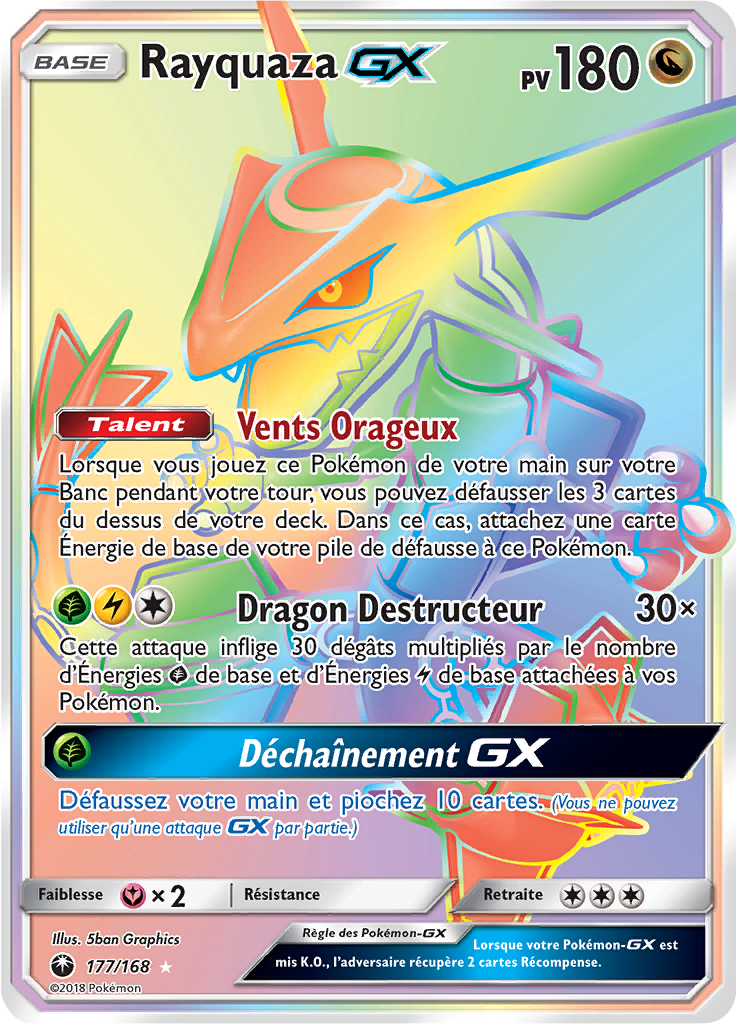 BASE
Rayquaza GX
PV 180
Talent Vents Orageux
Lorsque vous jouez ce Pokémon de votre main sur votre
Banc pendant votre tour, vous pouvez défausser les 3 cartes
du dessus de votre deck. Dans ce cas, attachez une carte
Énergie de base de votre pile de défausse à ce Pokémon.
Dragon Destructeur 30×
Cette attaque inflige 30 dégâts multipliés par le nombre
d'Énergies de base et d'Énergies de base attachées à vos
Pokémon.
Déchaînement GX
Défaussez votre main et piochez 10 cartes. (Vous ne pouvez
utiliser qu'une attaque GX par partie.)
Faiblesse × 2 Résistance Retraite
Illus. 5ban Graphics
177/168
©2018 Pokémon
Règle des Pokémon-GX
Lorsque votre Pokémon-GX est
mis K.O., l'adversaire récupère 2 cartes Récompense.